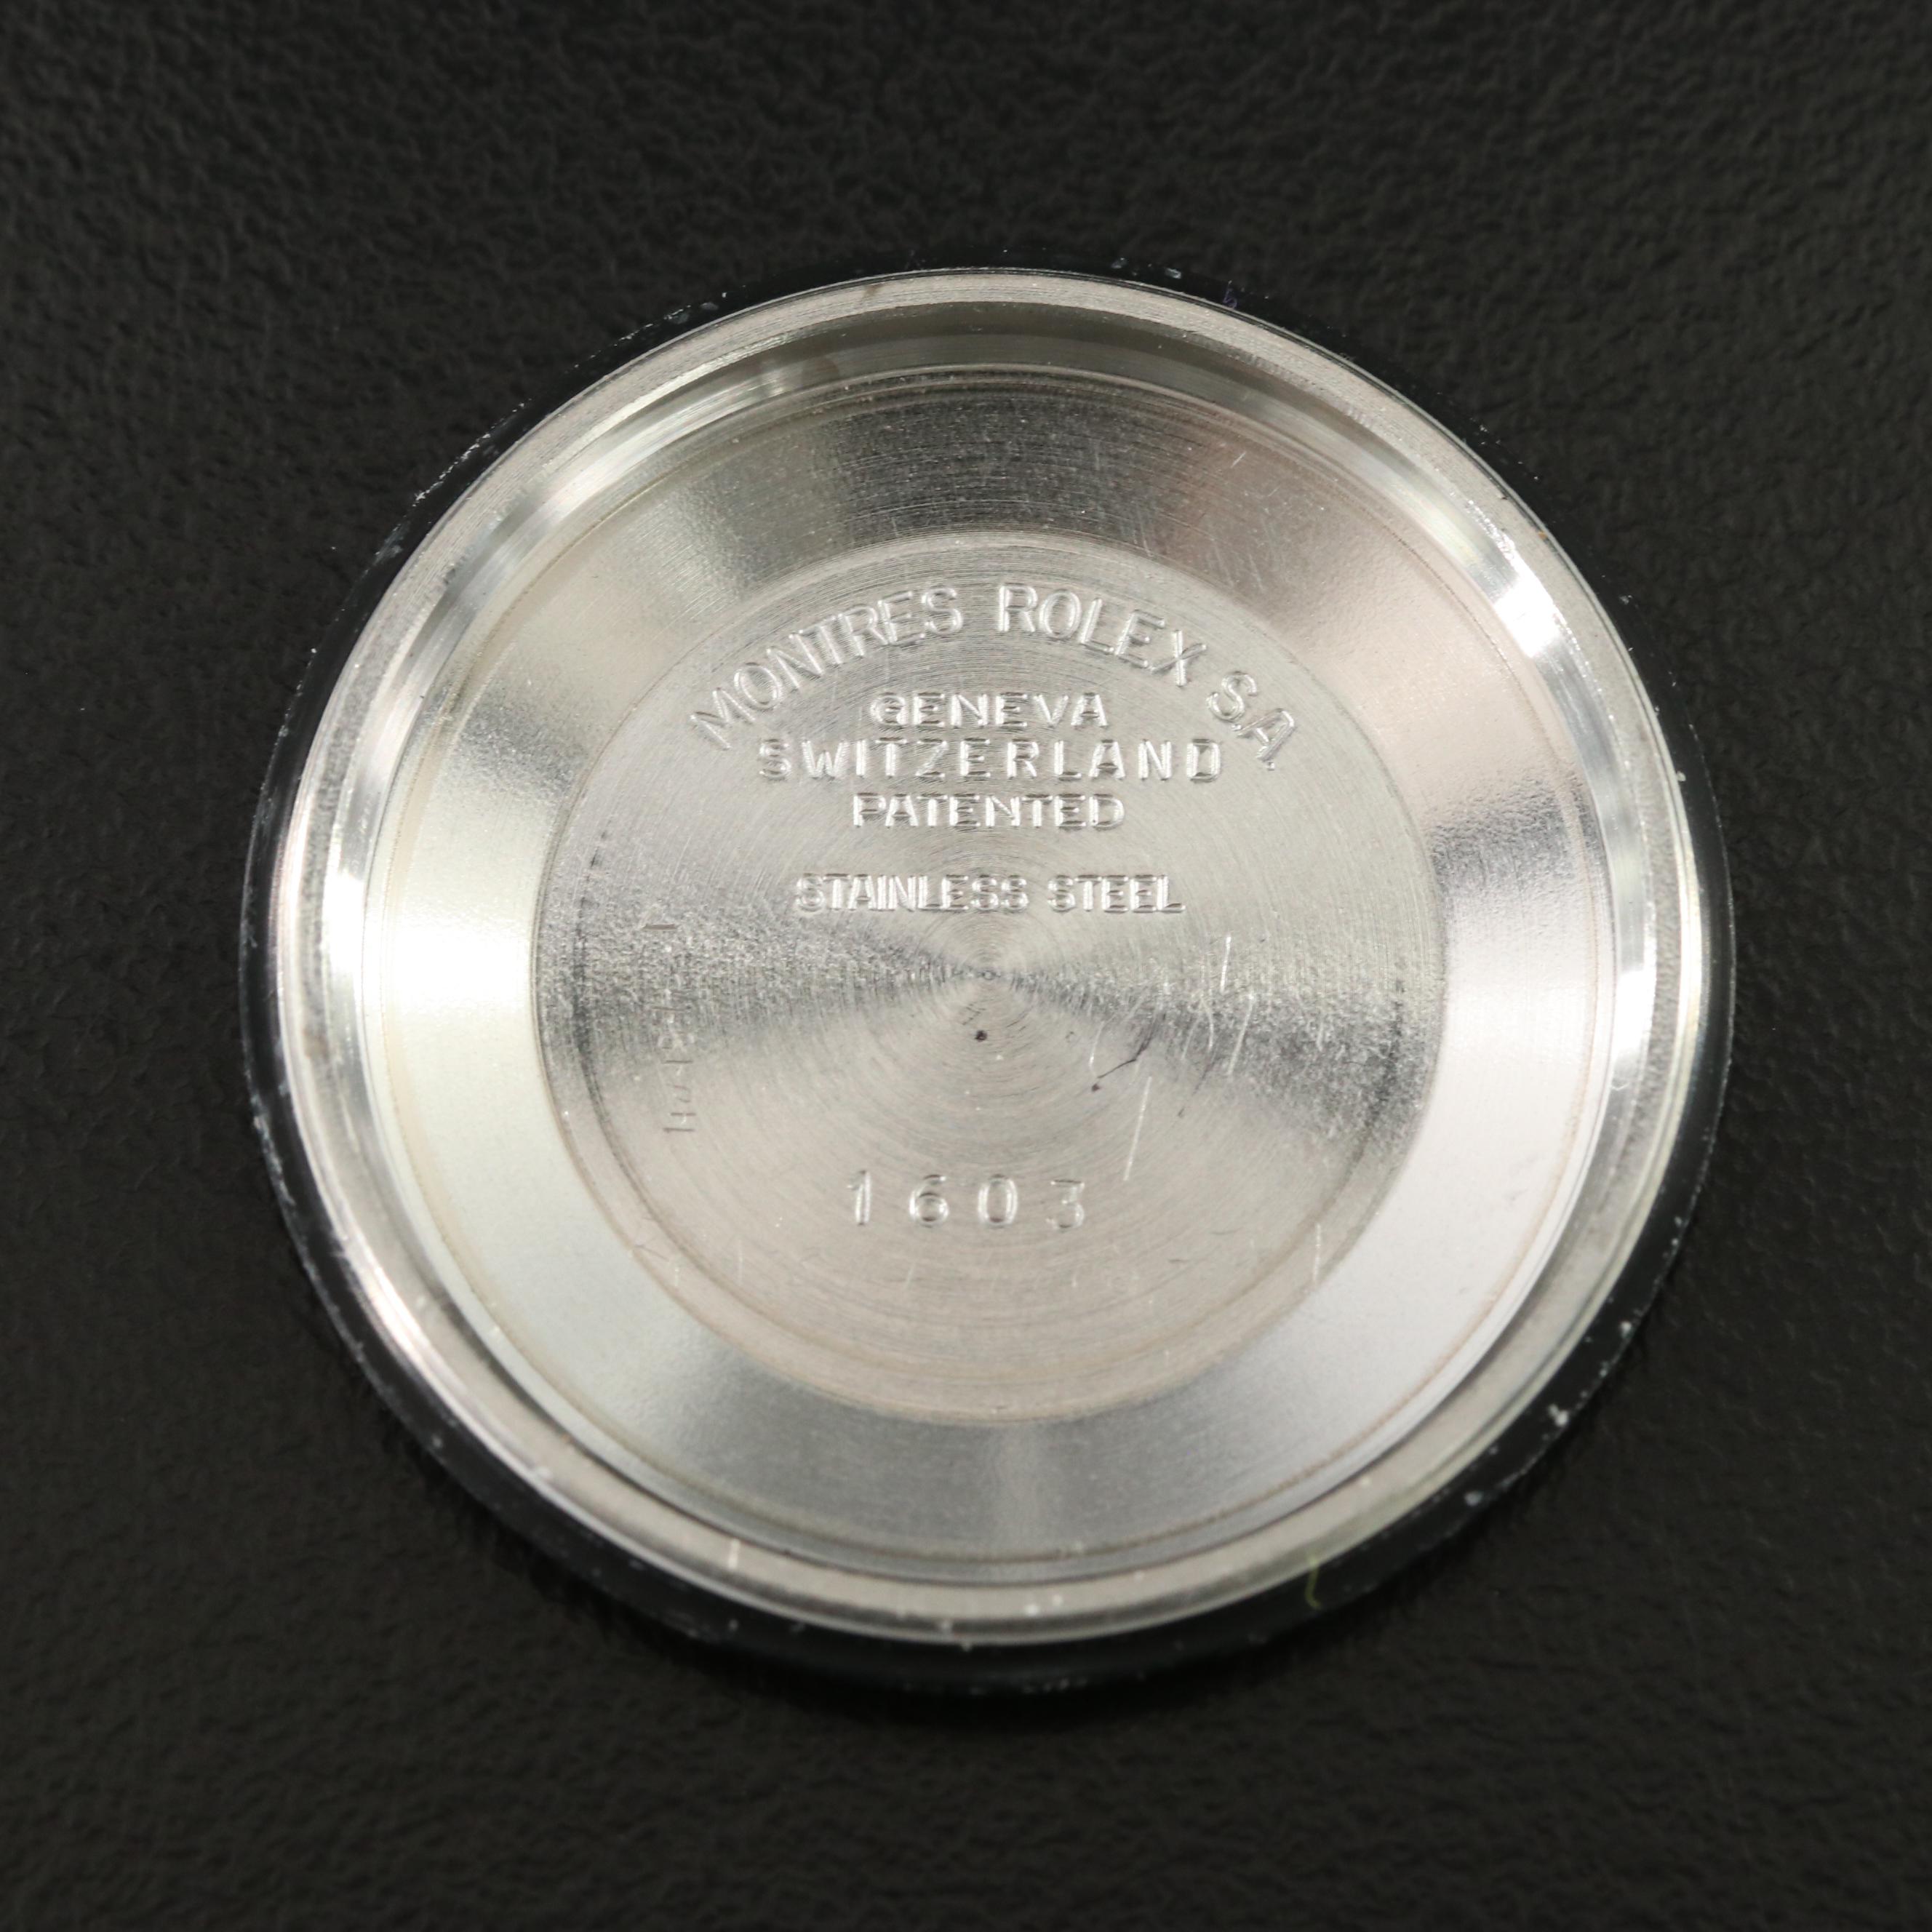 MONTRES ROLEX S.A.
GENEVA
SWITZERLAND
PATENTED
STAINLESS STEEL
1603